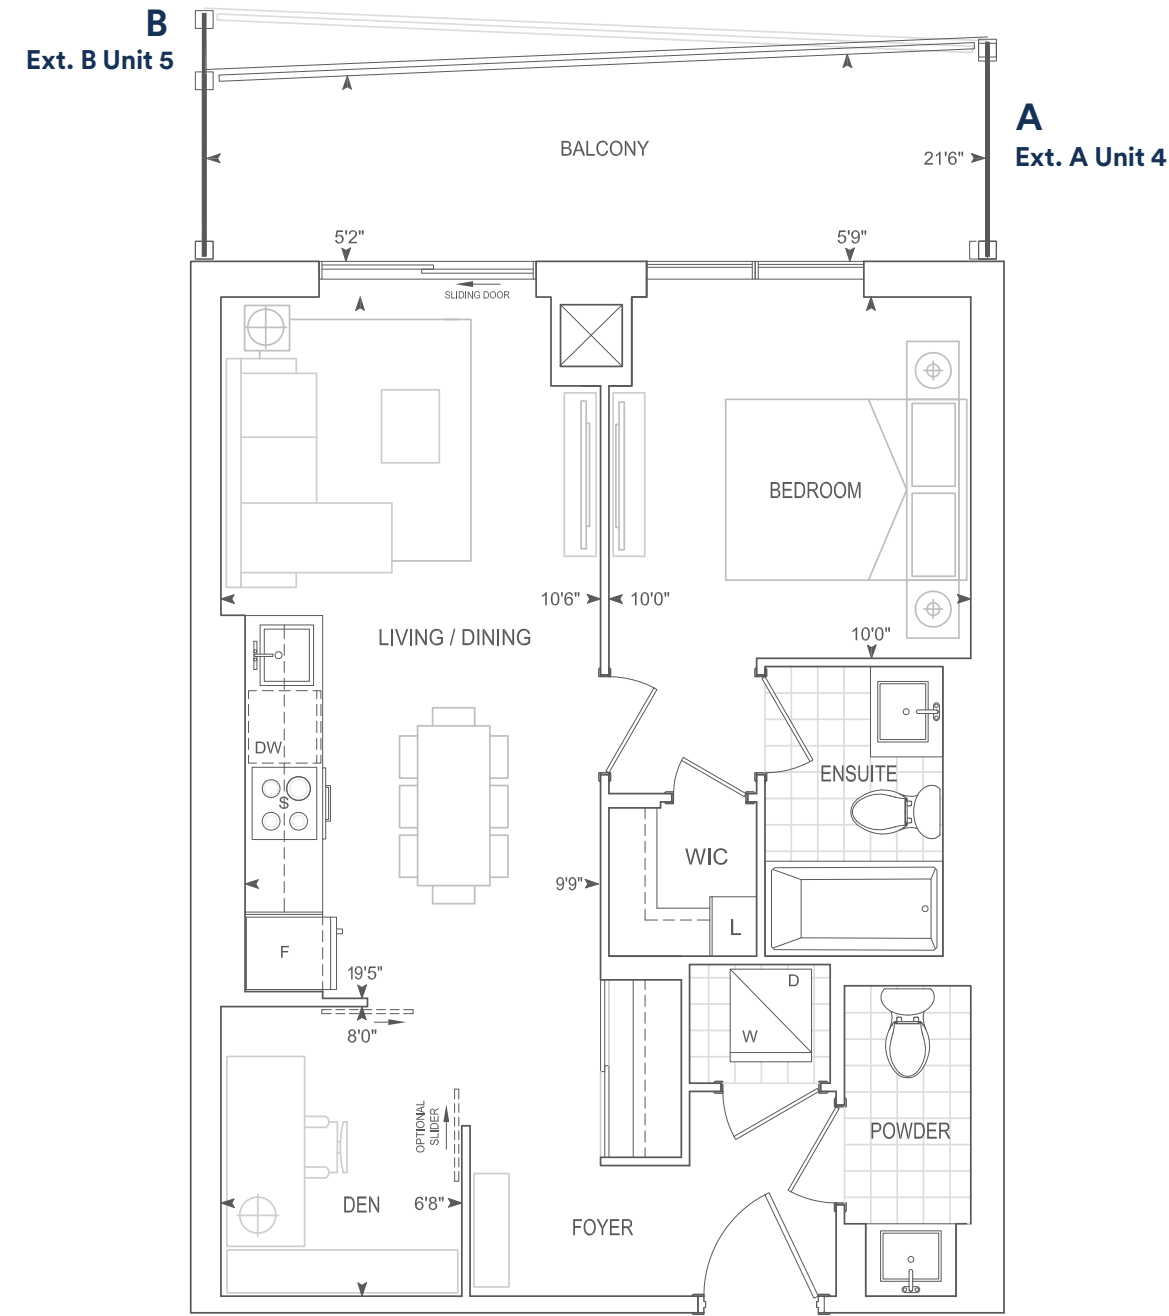 B
Ext. B Unit 5
A
Ext. A Unit 4
BALCONY
21'6"
5'2"
5'9"
SLIDING DOOR
BEDROOM
10'6"
10'0"
LIVING / DINING
10'0"
DW
ENSUITE
S
WIC
9'9"
L
F
19'5"
D
8'0"
W
OPTIONAL
SLIDER
POWDER
DEN
6'8"
FOYER